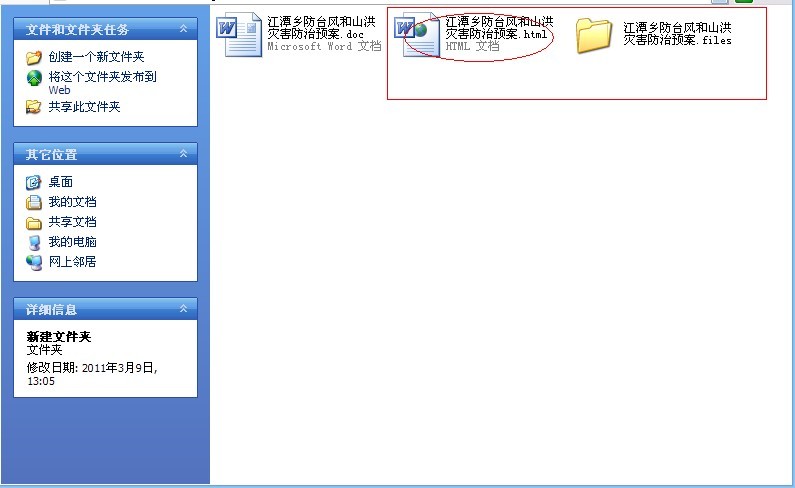 文件和文件夹任务
创建一个新文件夹
将这个文件夹发布到
Web
共享此文件夹
其它位置
桌面
我的文档
共享文档
我的电脑
网上邻居
详细信息
新建文件夹
文件夹
修改日期: 2011年3月9日,
13:05
江潭乡防台风和山洪
灾害防治预案.doc
Microsoft Word 文档
江潭乡防台风和山洪
灾害防治预案.html
HTML 文档
江潭乡防台风和山洪
灾害防治预案.files